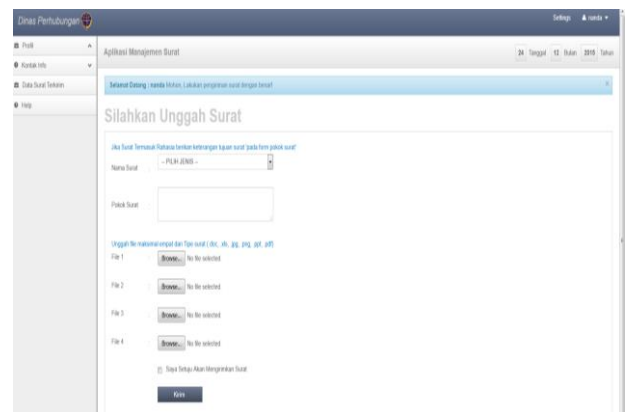 Dinas Perhubungan
Settings
nanda
Profil
Kontak Info
Data Surat Terkirim
Help
Aplikasi Manajemen Surat
24 Tanggal 12 Bulan 2015 Tahun
Selamat Datang : nanda Mohon, Lakukan pengiriman surat dengan benar!
Silahkan Unggah Surat
Jika Surat Termasuk Rahasia berikan keterangan tujuan surat 'pada form pokok surat'
Nama Surat : -- PILIH JENIS --
Pokok Surat :
Unggah file maksimal empat dan Tipe surat ( doc, xls, jpg, png, ppt, pdf)
File 1 : Browse... No file selected.
File 2 : Browse... No file selected.
File 3 : Browse... No file selected.
File 4 : Browse... No file selected.
Saya Setuju Akan Mengirimkan Surat
Kirim